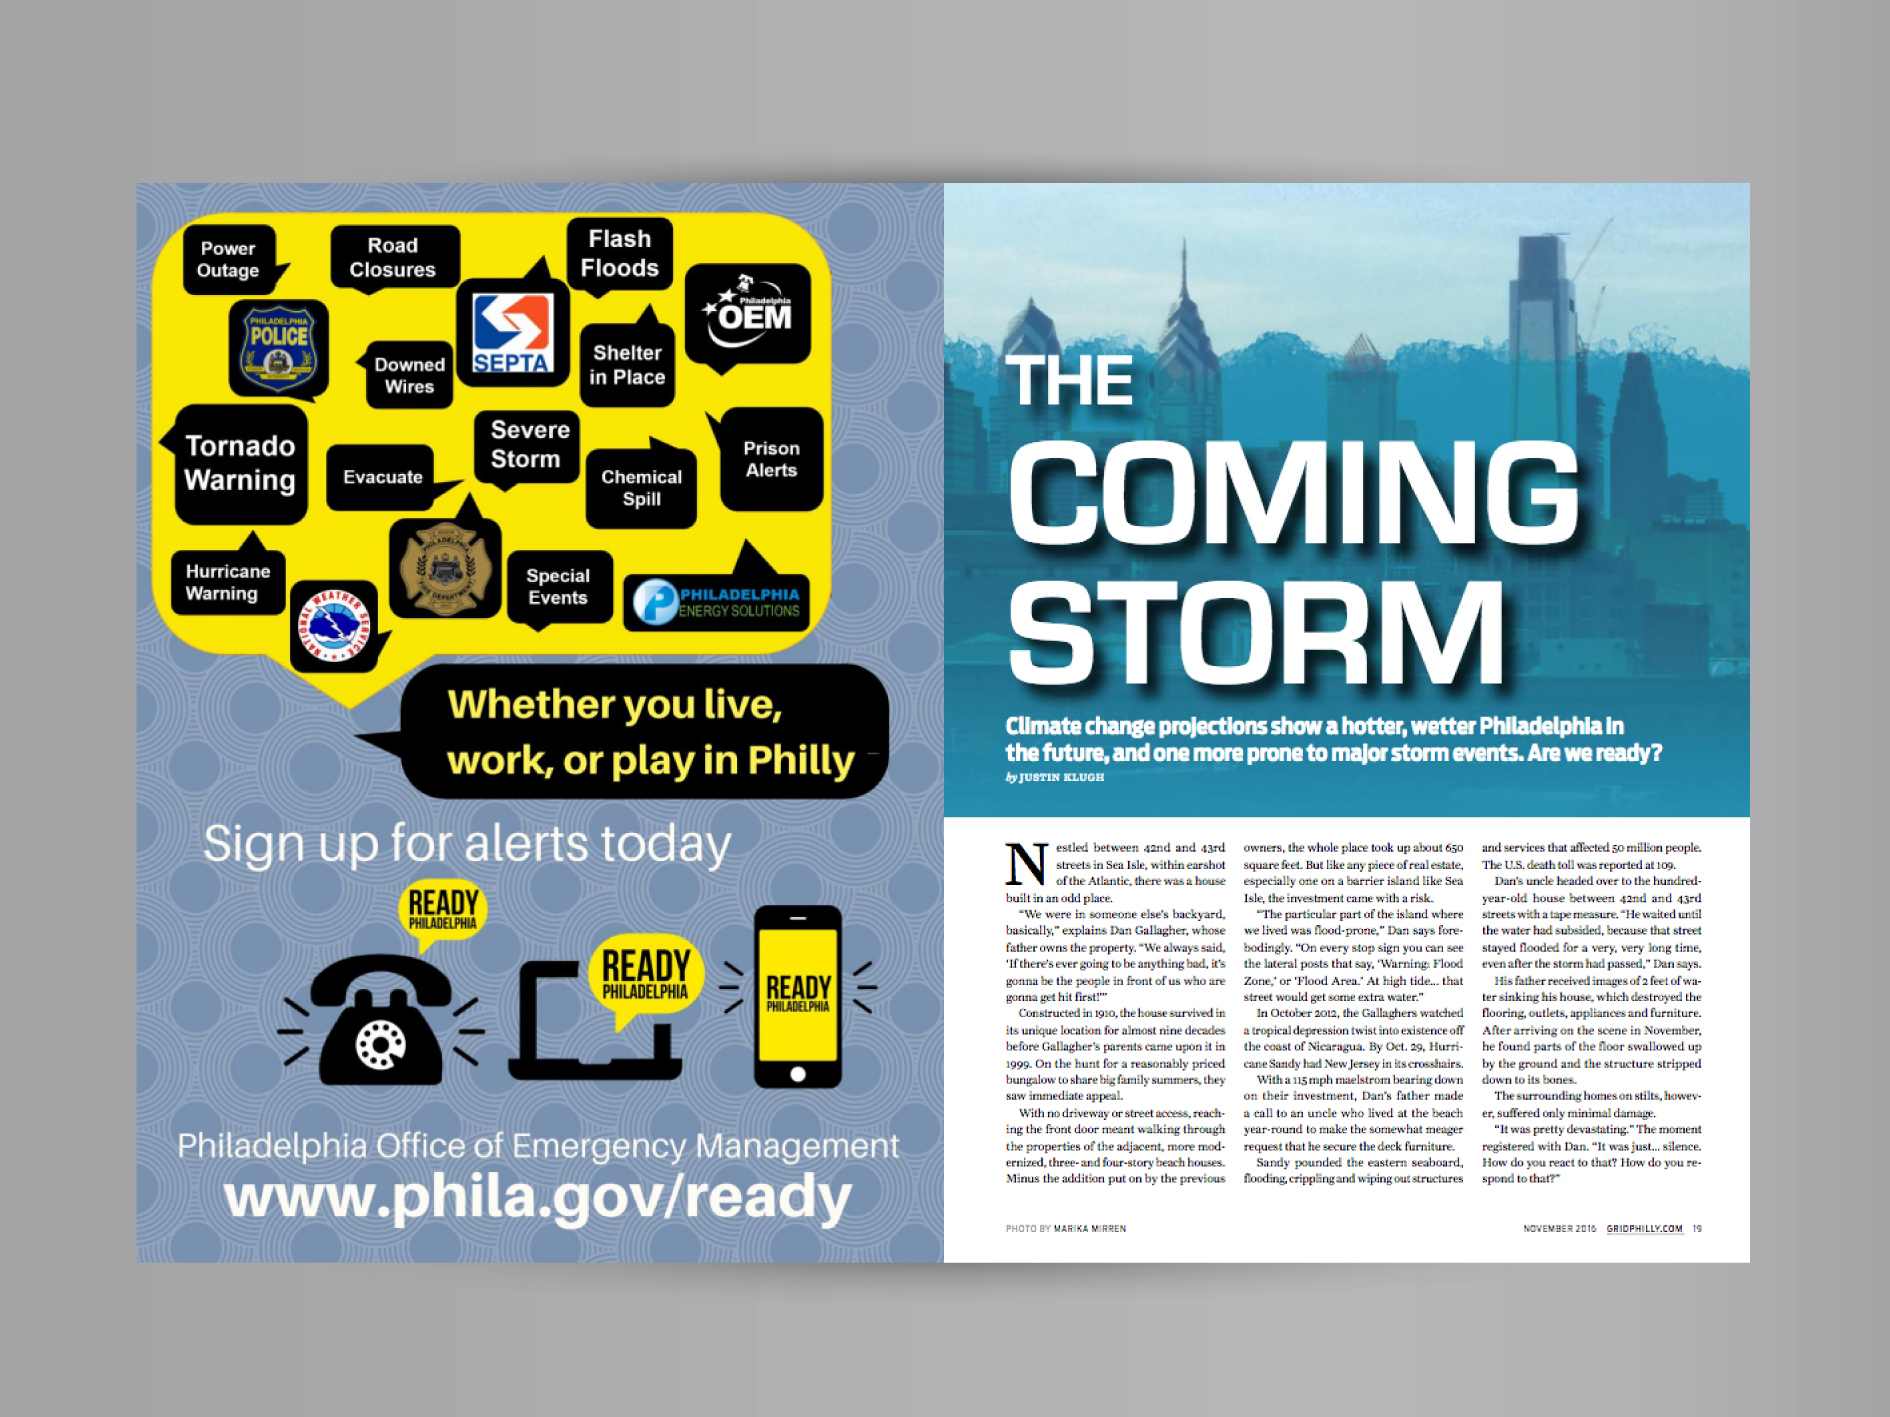 Power
Outage
Road
Closures
Flash
Floods
PHILADELPHIA
POLICE
SEPTA
Philadelphia
OEM
Downed
Wires
Shelter
in Place
Tornado
Warning
Evacuate
Severe
Storm
Chemical
Spill
Prison
Alerts
Hurricane
Warning
NATIONAL WEATHER SERVICE
PHILADELPHIA
FIRE DEPARTMENT
Special
Events
PHILADELPHIA
ENERGY SOLUTIONS
Whether you live,
work, or play in Philly
Sign up for alerts today
READY
PHILADELPHIA
READY
PHILADELPHIA
READY
PHILADELPHIA
Philadelphia Office of Emergency Management
www.phila.gov/ready
THE
COMING
STORM
Climate change projections show a hotter, wetter Philadelphia in
the future, and one more prone to major storm events. Are we ready?
by JUSTIN KLUGH
Nestled between 42nd and 43rd
streets in Sea Isle, within earshot
of the Atlantic, there was a house
built in an odd place.
“We were in someone else’s backyard,
basically,” explains Dan Gallagher, whose
father owns the property. “We always said,
‘If there’s ever going to be anything bad, it’s
gonna be the people in front of us who are
gonna get hit first!’”
Constructed in 1910, the house survived in
its unique location for almost nine decades
before Gallagher’s parents came upon it in
1999. On the hunt for a reasonably priced
bungalow to share big family summers, they
saw immediate appeal.
With no driveway or street access, reach-
ing the front door meant walking through
the properties of the adjacent, more mod-
ernized, three- and four-story beach houses.
Minus the addition put on by the previous
owners, the whole place took up about 650
square feet. But like any piece of real estate,
especially one on a barrier island like Sea
Isle, the investment came with a risk.
“The particular part of the island where
we lived was flood-prone,” Dan says fore-
bodingly. “On every stop sign you can see
the lateral posts that say, ‘Warning: Flood
Zone,’ or ‘Flood Area.’ At high tide... that
street would get some extra water.”
In October 2012, the Gallaghers watched
a tropical depression twist into existence off
the coast of Nicaragua. By Oct. 29, Hurri-
cane Sandy had New Jersey in its crosshairs.
With a 115 mph maelstrom bearing down
on their investment, Dan’s father made
a call to an uncle who lived at the beach
year-round to make the somewhat meager
request that he secure the deck furniture.
Sandy pounded the eastern seaboard,
flooding, crippling and wiping out structures
and services that affected 50 million people.
The U.S. death toll was reported at 109.
Dan’s uncle headed over to the hundred-
year-old house between 42nd and 43rd
streets with a tape measure. “He waited until
the water had subsided, because that street
stayed flooded for a very, very long time,
even after the storm had passed,” Dan says.
His father received images of 2 feet of wa-
ter sinking his house, which destroyed the
flooring, outlets, appliances and furniture.
After arriving on the scene in November,
he found parts of the floor swallowed up
by the ground and the structure stripped
down to its bones.
The surrounding homes on stilts, howev-
er, suffered only minimal damage.
“It was pretty devastating.” The moment
registered with Dan. “It was just... silence.
How do you react to that? How do you re-
spond to that?”
PHOTO BY MARIKA MIRREN
NOVEMBER 2015 GRIDPHILLY.COM 19